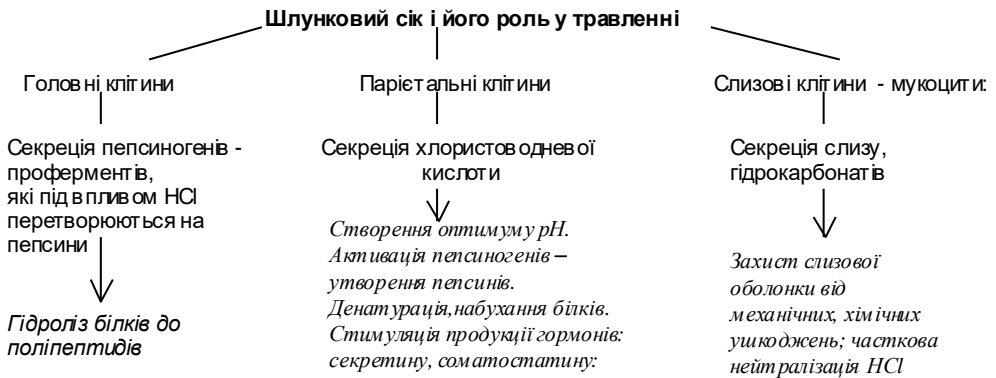 Шлунковий сік і його роль у травленні
Головні клітини
Парієтальні клітини
Слизові клітини - мукоцити:
Секреція пепсиногенів -
проферментів,
які під впливом HCl
перетворюються на
пепсини
Секреція хлористоводневої
кислоти
Секреція слизу,
гідрокарбонатів
Гідроліз білків до
поліпептидів
Створення оптимуму pH.
Активація пепсиногенів –
утворення пепсинів.
Денатурація,набухання білків.
Стимуляція продукції гормонів:
секретину, соматостатину:
Захист слизової
оболонки від
механічних, хімічних
ушкоджень; часткова
нейтралізація HCl